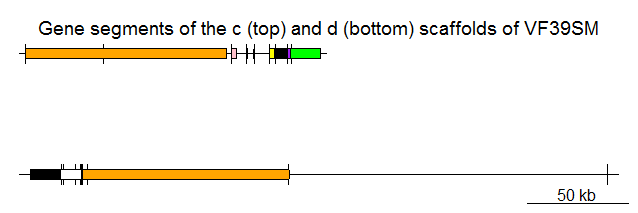 Gene segments of the c (top) and d (bottom) scaffolds of VF39SM
50 kb